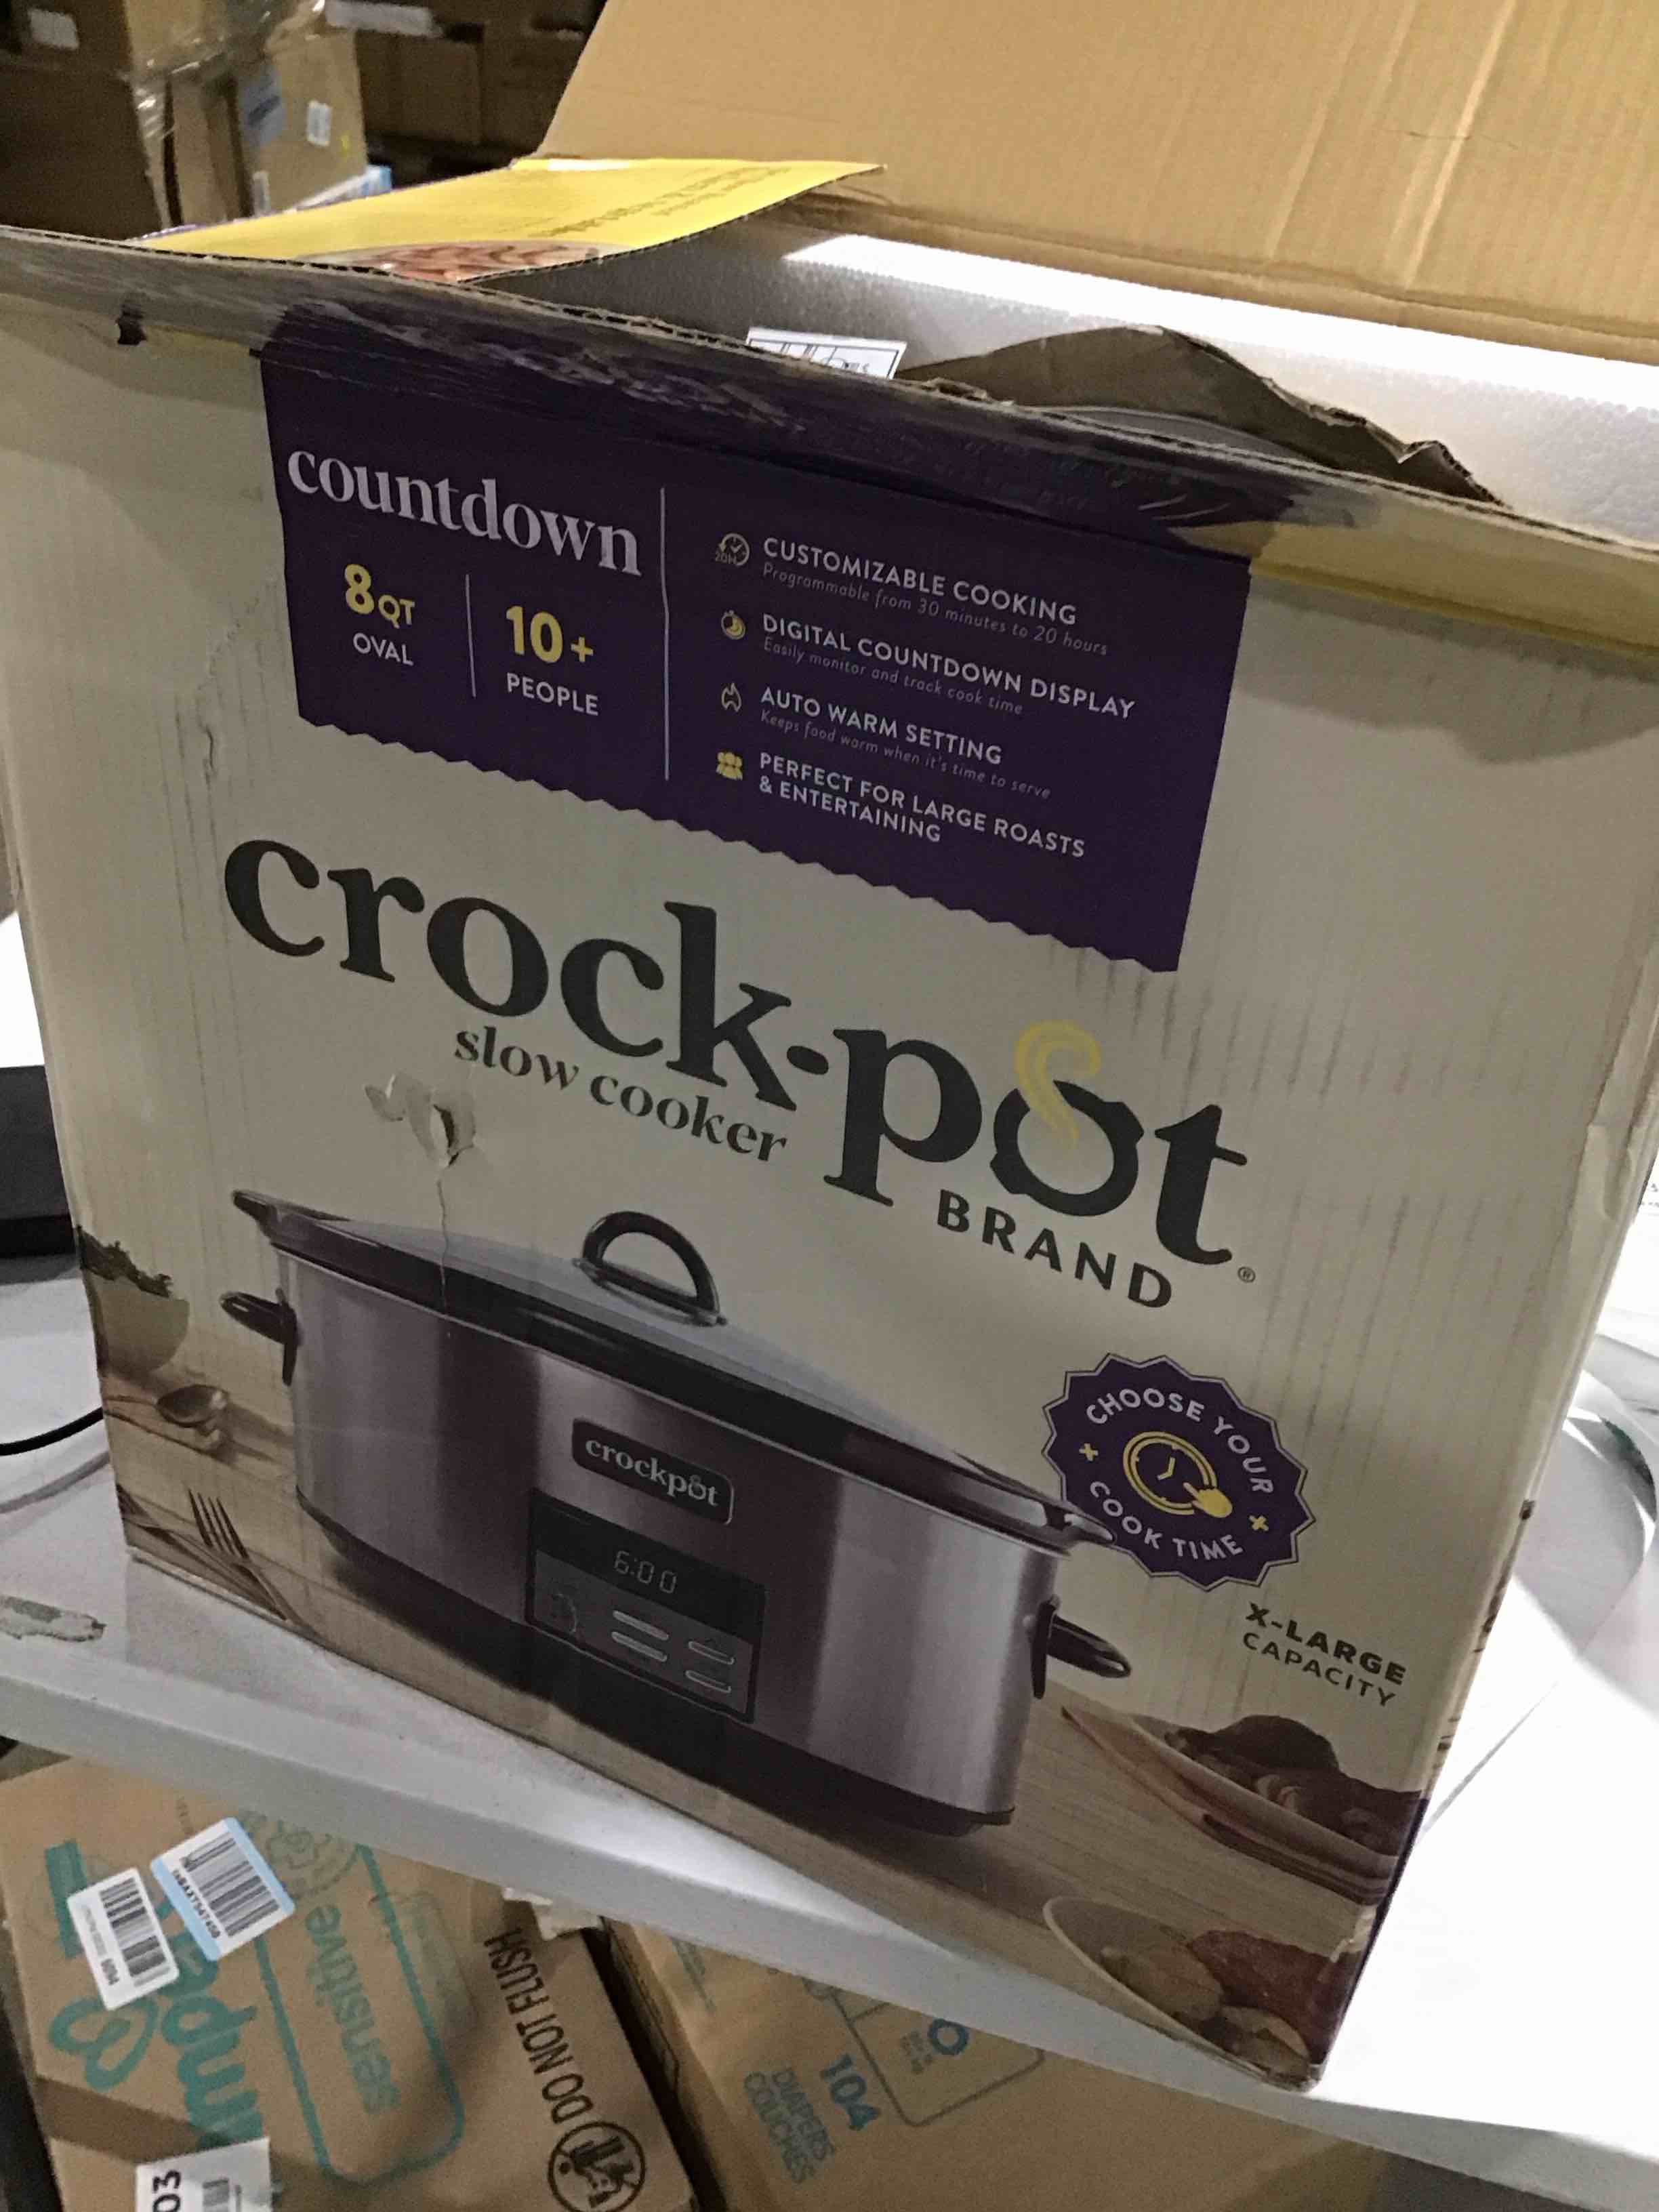 countdown
8QT
OVAL
10+
PEOPLE
CUSTOMIZABLE COOKING
Programmable from 30 minutes to 20 hours
DIGITAL COUNTDOWN DISPLAY
Easily monitor and track cook time
AUTO WARM SETTING
Keeps food warm when it's time to serve
PERFECT FOR LARGE ROASTS
& ENTERTAINING
crock-pot
slow cooker
BRAND®
crockpot
6:00
CHOOSE YOUR
COOK TIME
X-LARGE
CAPACITY
sensitive
DO NOT FLUSH
104
DIAPERS
COUCHES
03